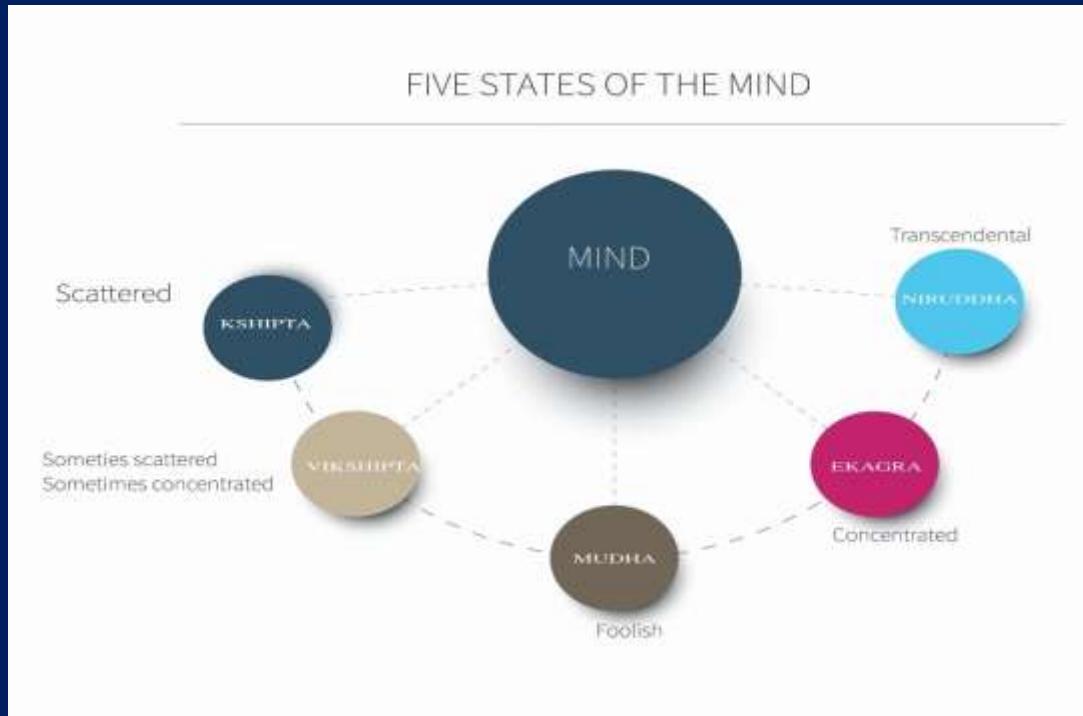 FIVE STATES OF THE MIND
MIND
Transcendental
NIRUDDHA
Scattered
KSHIPTA
Someties scattered
Sometimes concentrated
VIKSHIPTA
EKAGRA
Concentrated
MUDHA
Foolish